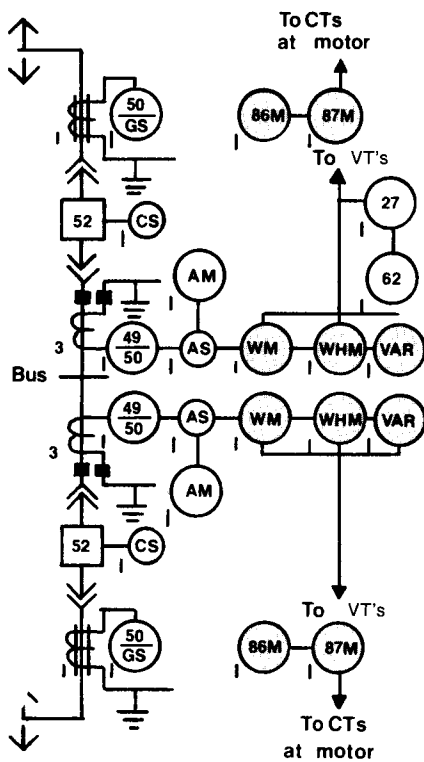 To CTs
at motor
50
GS
86M
87M
To VT's
27
52
CS
62
AM
3
49
50
AS
WM
WHM
VAR
Bus
49
50
AS
WM
WHM
VAR
3
AM
52
CS
To VT's
50
GS
86M
87M
To CTs
at motor